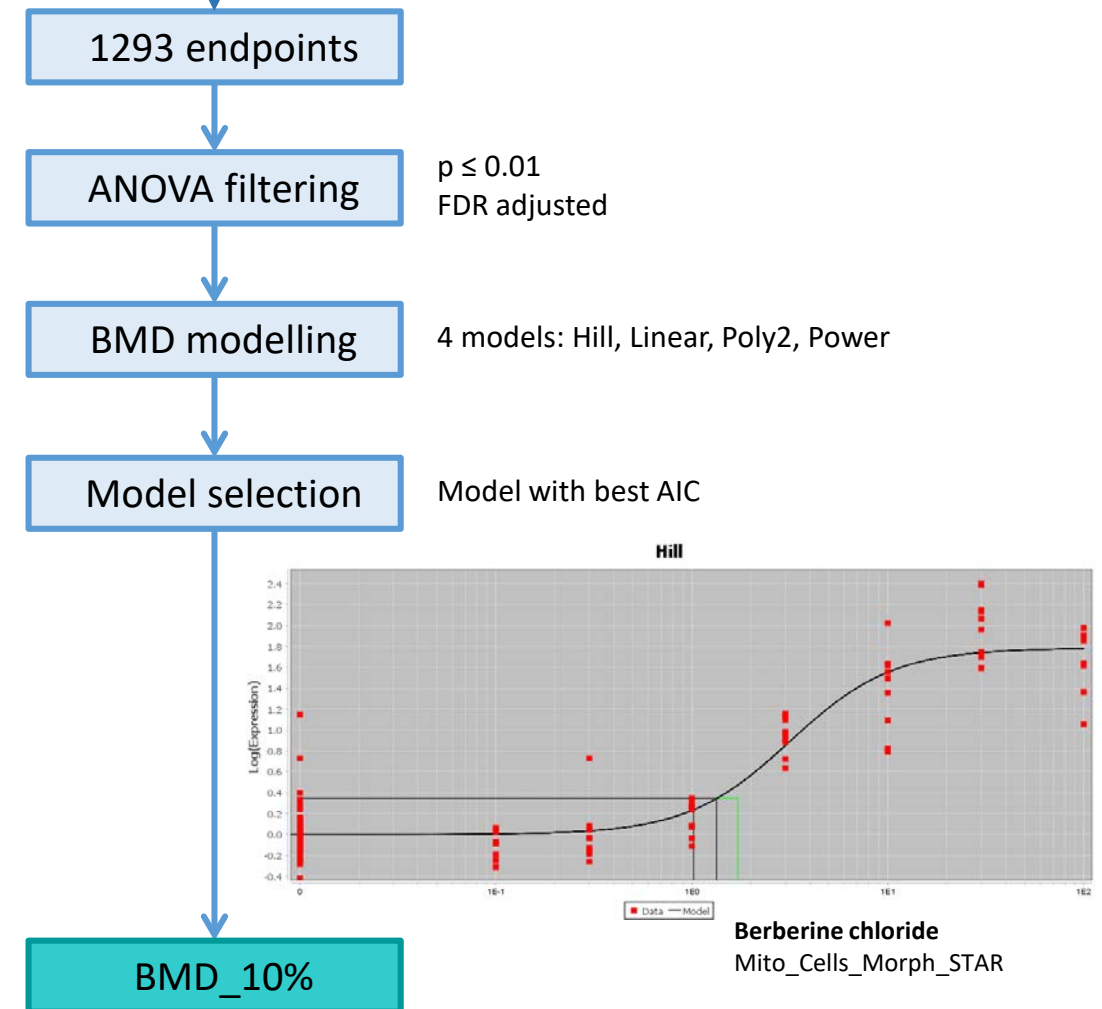 1293 endpoints
ANOVA filtering
p ≤ 0.01
FDR adjusted
BMD modelling
4 models: Hill, Linear, Poly2, Power
Model selection
Model with best AIC
Hill
2.4
2.2
2.0
1.8
1.6
1.4
1.2
1.0
0.8
0.6
0.4
0.2
0.0
-0.2
-0.4
Log(Expression)
0 1E-1 1E0 1E1 1E2
Data Model
Berberine chloride
Mito_Cells_Morph_STAR
BMD_10%